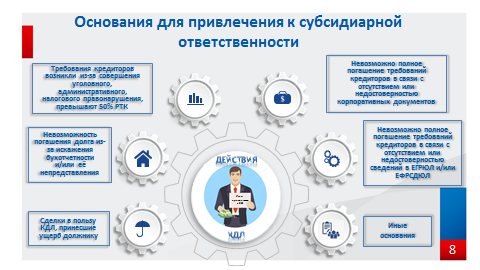 Основания для привлечения к субсидиарной
ответственности
Требования кредиторов
возникли из-за совершения
уголовного,
административного,
налогового правонарушения,
превышают 50% РТК
Невозможно полное
погашение требований
кредиторов в связи с
отсутствием или
недостоверностью
корпоративных документов
Невозможность
погашения долга из-
за искажения
бухотчетности
и/или её
непредставления
Невозможно полное
погашение требований
кредиторов в связи с
отсутствием или
недостоверностью
сведений в ЕГРЮЛ и/или
ЕФРСДЮЛ
ДЕЙСТВИЯ
КДЛ
Сделки в пользу
КДЛ, принесшие
ущерб должнику
Иные
основания
8